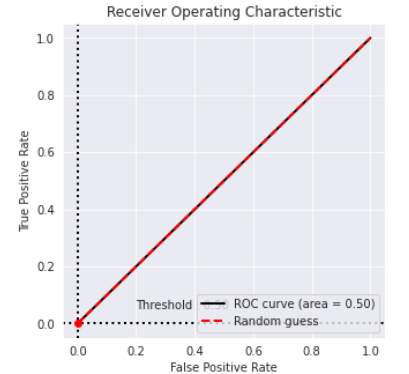 Receiver Operating Characteristic
True Positive Rate
1.0
0.8
0.6
0.4
0.2
0.0
Threshold
ROC curve (area = 0.50)
Random guess
0.0 0.2 0.4 0.6 0.8 1.0
False Positive Rate